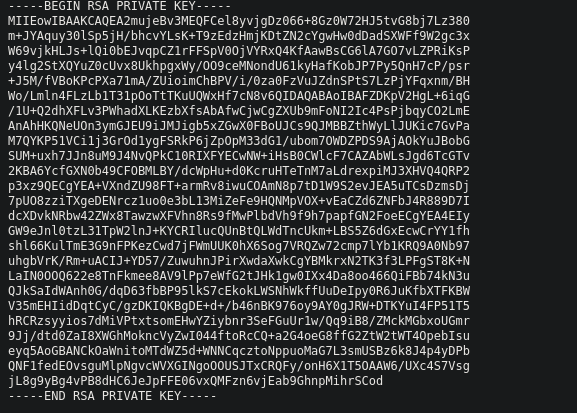 -----BEGIN RSA PRIVATE KEY-----
MIIEowIBAAKCAQEA2mujeBv3MEQFCel8yvjgDz066+8Gz0W72HJ5tvG8bj7Lz380
m+JYAquy30lSp5jH/bhcvYLsK+T9zEdzHmjKDtZN2cYgwHw0dDadSXWFf9W2gc3x
W69vjkHLJs+lQi0bEJvqpCZ1rFFSpV0OjVYRxQ4KfAawBsCG6lA7GO7vLZPRiKsP
y4lg2StXQYuZ0cUvx8UkhpgxWy/OO9ceMNondU61kyHafKobJP7Py5QnH7cP/psr
+J5M/fVBoKPcPXa71mA/ZUioimChBPV/i/0za0FzVuJZdnSPtS7LzPjYFqxnm/BH
Wo/Lmln4FLzLb1T31pOoTtTKuUQWxHf7cN8v6QIDAQABAoIBAFZDKpV2HgL+6iqG
/1U+Q2dhXFLv3PWhadXLKEzbXfsAbAfwCjwCgZXUb9mFoNI2Ic4PsPjbqyCO2LmE
AnAhHKQNeUOn3ymGJEU9iJMJigb5xZGwX0FBoUJCs9QJMBBZthWyLlJUKic7GvPa
M7QYKP51VCi1j3GrOd1ygFSRkP6jZpOpM33dG1/ubom7OWDZPDS9AjAOkYuJBobG
SUM+uxh7JJn8uM9J4NvQPkC10RIXFYECwNW+iHsB0CWlcF7CAZAbWLsJgd6TcGTv
2KBA6YcfGXN0b49CFOBMLBY/dcWpHu+d0KcruHTeTnM7aLdrexpiMJ3XHVQ4QRP2
p3xz9QECgYEA+VXndZU98FT+armRv8iwuCOAmN8p7tD1W9S2evJEA5uTCsDzmsDj
7pUO8zziTXgeDENrcz1uo0e3bL13MiZeFe9HQNMpVOX+vEaCZd6ZNFbJ4R889D7I
dcXDvkNRbw42ZWx8TawzwXFVhn8Rs9fMwPlbdVh9f9h7papfGN2FoeECgYEA4EIy
GW9eJnl0tzL31TpW2lnJ+KYCRIlucQUnBtQLWdTncUkm+LBS5Z6dGxEcwCrYY1fh
shl66KulTmE3G9nFPKezCwd7jFWmUUK0hX6Sog7VRQZw72cmp7lYb1KRQ9A0Nb97
uhgbVrK/Rm+uACIJ+YD57/ZuwuhnJPirXwdaXwkCgYBMkrxN2TK3f3LPFgST8K+N
LaIN0OOQ622e8TnFkmee8AV9lPp7eWfG2tJHk1gw0IXx4Da8oo466QiFBb74kN3u
QJkSaIdWAnh0G/dqD63fbBP95lkS7cEkokLWSNhWkffUuDeIpy0R6JuKfbXTFKBW
V35mEHIidDqtCyC/gzDKIQKBgDE+d+/b46nBK976oy9AY0gJRW+DTKYuI4FP51T5
hRCRzsyyios7dMiVPtxtsomEHwYZiybnr3SeFGuUr1w/Qq9iB8/ZMckMGbxoUGmr
9Jj/dtd0ZaI8XWGhMokncVyZwI044ftoRcCQ+a2G4oeG8ffG2ZtW2tWT4OpebIsu
eyq5AoGBANCkOaWnitoMTdWZ5d+WNNCqcztoNppuoMaG7L3smUSBz6k8J4p4yDPb
QNF1fedEOvsguMlpNgvcWVXGINgoOOUSJTxCRQFy/onH6X1T5OAAW6/UXc4S7Vsg
jL8g9yBg4vPB8dHC6JeJpFFE06vxQMFzn6vjEab9GhnpMihrSCod
-----END RSA PRIVATE KEY-----